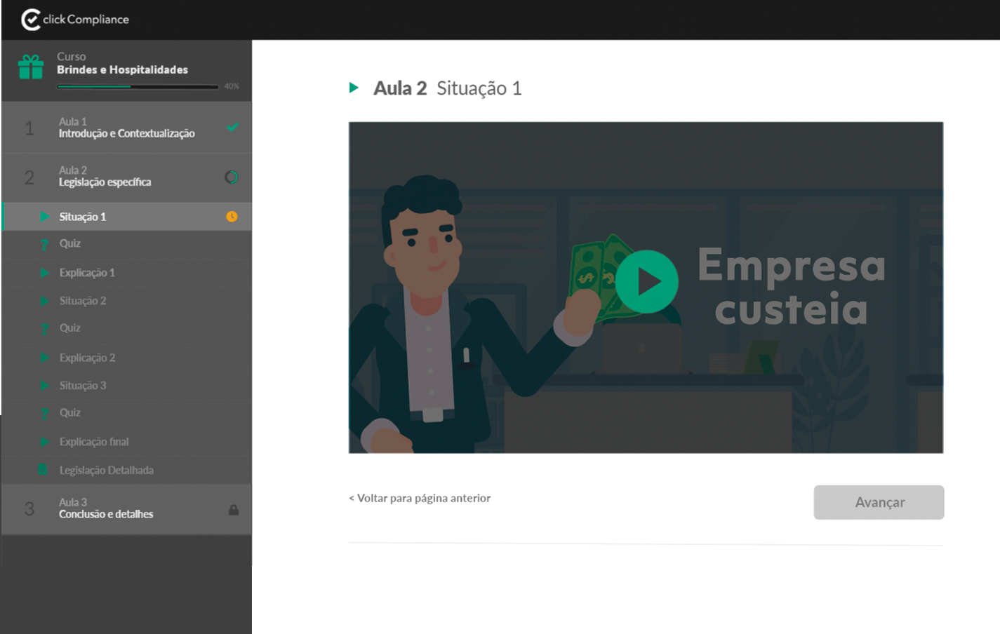 clickCompliance
Curso
Brindes e Hospitalidades
40%
1
Aula 1
Introdução e Contextualização
2
Aula 2
Legislação específica
Situação 1
? Quiz
Explicação 1
Situação 2
? Quiz
Explicação 2
Situação 3
? Quiz
Explicação final
Legislação Detalhada
3
Aula 3
Conclusão e detalhes
Aula 2 Situação 1
$ $
Empresa
custeia
< Voltar para página anterior
Avançar